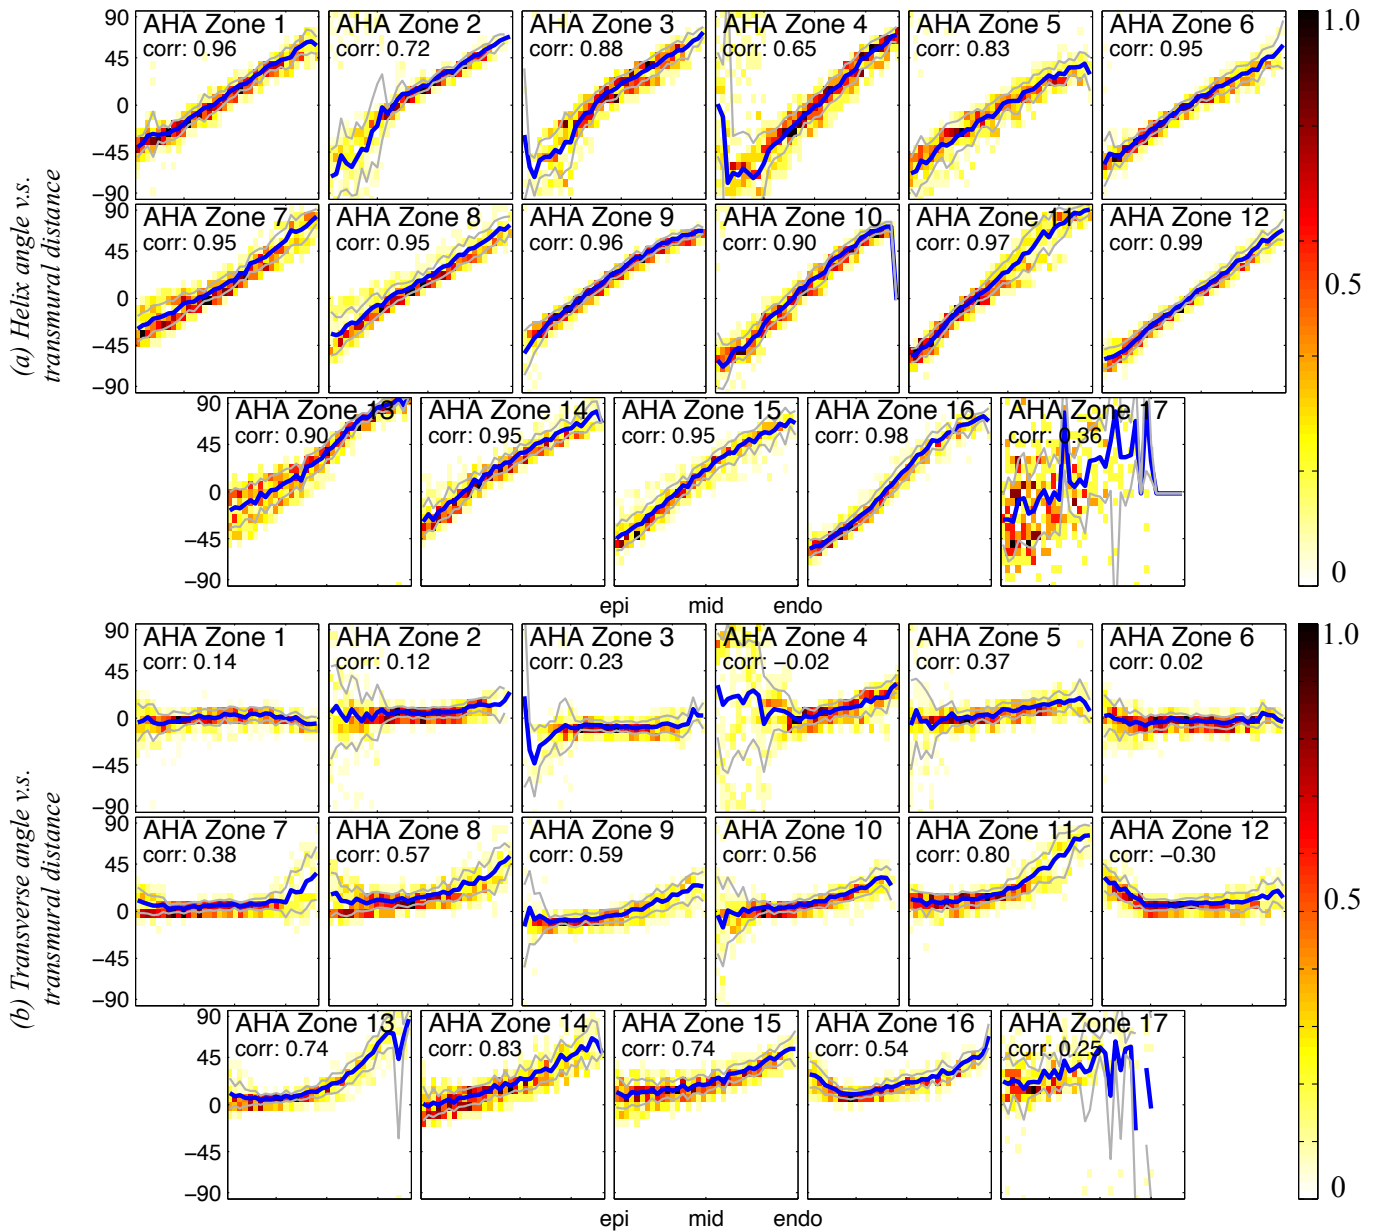 (a) Helix angle v.s.
transmural distance
90
45
0
−45
−90
AHA Zone 1
corr: 0.96
AHA Zone 2
corr: 0.72
AHA Zone 3
corr: 0.88
AHA Zone 4
corr: 0.65
AHA Zone 5
corr: 0.83
AHA Zone 6
corr: 0.95
90
45
0
−45
−90
AHA Zone 7
corr: 0.95
AHA Zone 8
corr: 0.95
AHA Zone 9
corr: 0.96
AHA Zone 10
corr: 0.90
AHA Zone 11
corr: 0.97
AHA Zone 12
corr: 0.99
90
45
0
−45
−90
AHA Zone 13
corr: 0.90
AHA Zone 14
corr: 0.95
AHA Zone 15
corr: 0.95
AHA Zone 16
corr: 0.98
AHA Zone 17
corr: 0.36
epi mid endo
1.0
0.5
0
(b) Transverse angle v.s.
transmural distance
90
45
0
−45
−90
AHA Zone 1
corr: 0.14
AHA Zone 2
corr: 0.12
AHA Zone 3
corr: 0.23
AHA Zone 4
corr: −0.02
AHA Zone 5
corr: 0.37
AHA Zone 6
corr: 0.02
90
45
0
−45
−90
AHA Zone 7
corr: 0.38
AHA Zone 8
corr: 0.57
AHA Zone 9
corr: 0.59
AHA Zone 10
corr: 0.56
AHA Zone 11
corr: 0.80
AHA Zone 12
corr: −0.30
90
45
0
−45
−90
AHA Zone 13
corr: 0.74
AHA Zone 14
corr: 0.83
AHA Zone 15
corr: 0.74
AHA Zone 16
corr: 0.54
AHA Zone 17
corr: 0.25
epi mid endo
1.0
0.5
0